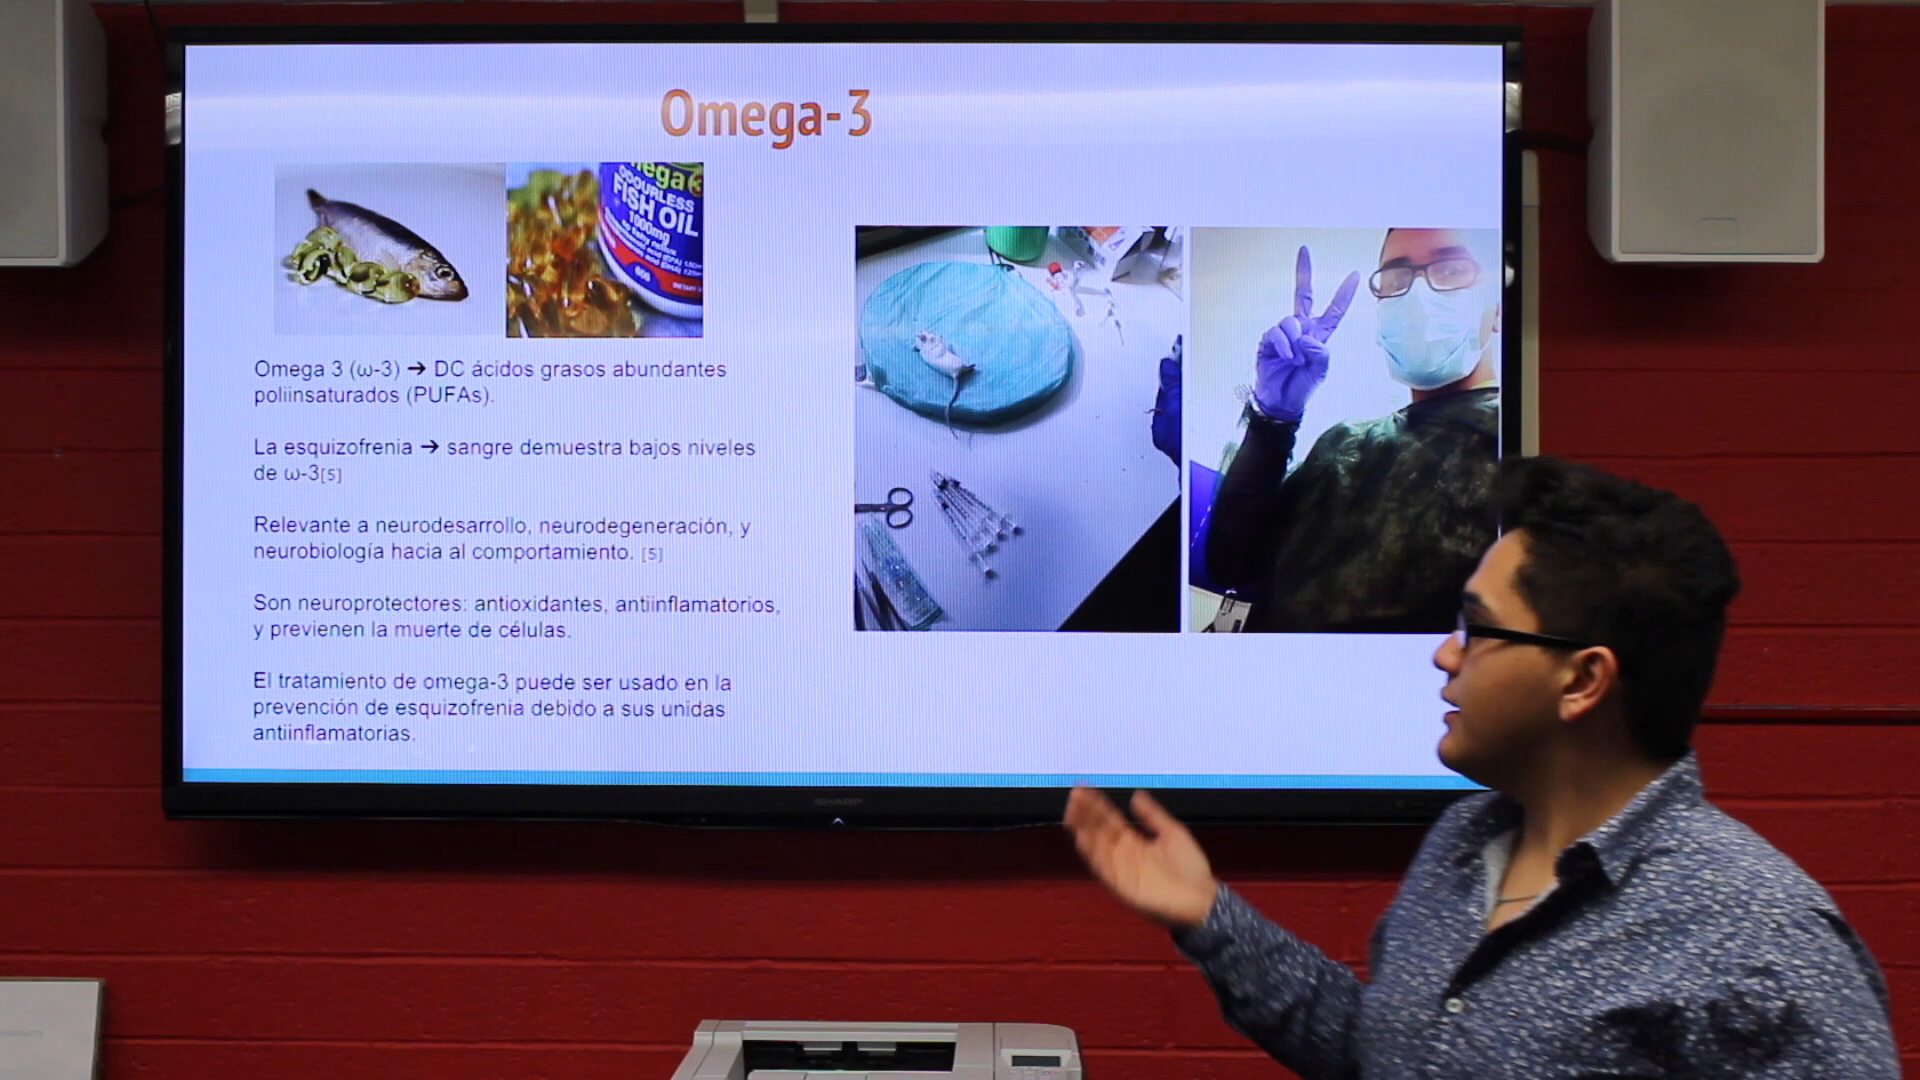 Omega-3
ega 3
ODOURLESS
FISH OIL
1000mg
Omega 3 (ω-3) ➔ DC ácidos grasos abundantes
poliinsaturados (PUFAs).
La esquizofrenia ➔ sangre demuestra bajos niveles
de ω-3[5]
Relevante a neurodesarrollo, neurodegeneración, y
neurobiología hacia al comportamiento. [5]
Son neuroprotectores: antioxidantes, antiinflamatorios,
y previenen la muerte de células.
El tratamiento de omega-3 puede ser usado en la
prevención de esquizofrenia debido a sus unidas
antiinflamatorias.
SHARP